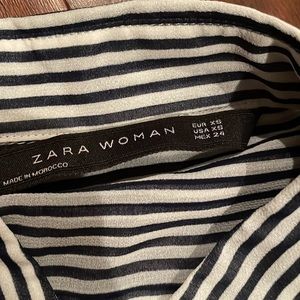 ZARA WOMAN
MADE IN MOROCCO
EUR XS
USA XS
MEX 24